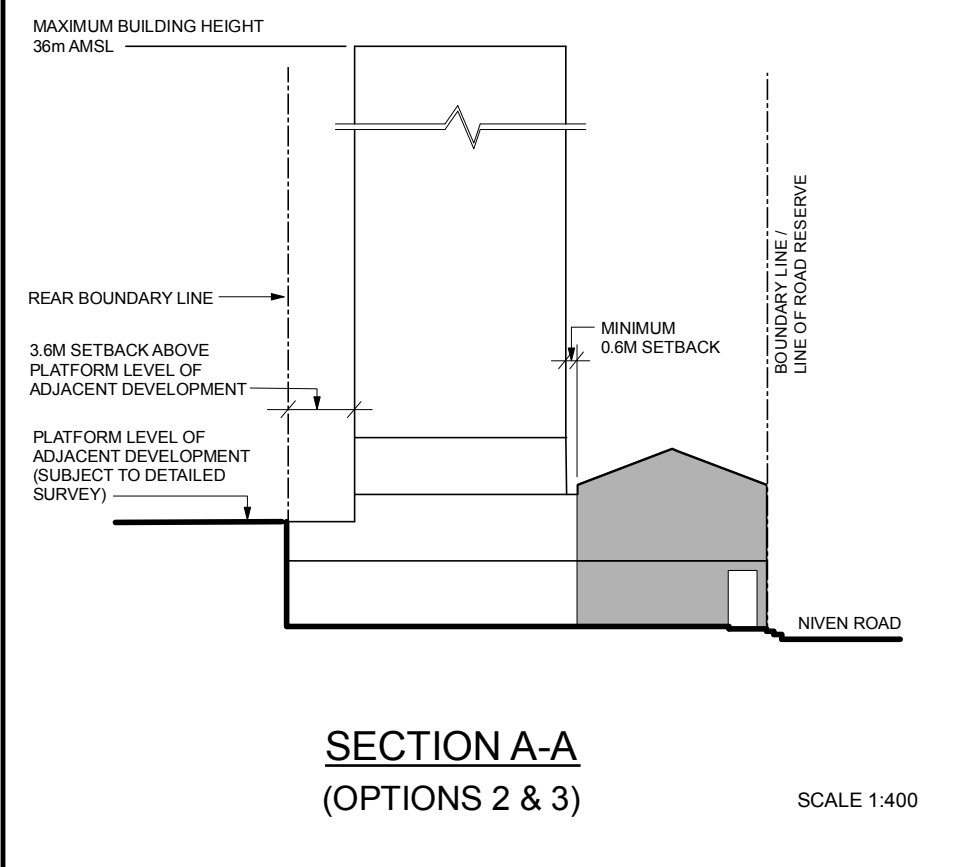 MAXIMUM BUILDING HEIGHT
36m AMSL
BOUNDARY LINE /
LINE OF ROAD RESERVE
REAR BOUNDARY LINE
MINIMUM
0.6M SETBACK
3.6M SETBACK ABOVE
PLATFORM LEVEL OF
ADJACENT DEVELOPMENT
PLATFORM LEVEL OF
ADJACENT DEVELOPMENT
(SUBJECT TO DETAILED
SURVEY)
NIVEN ROAD
SECTION A-A
(OPTIONS 2 & 3)
SCALE 1:400